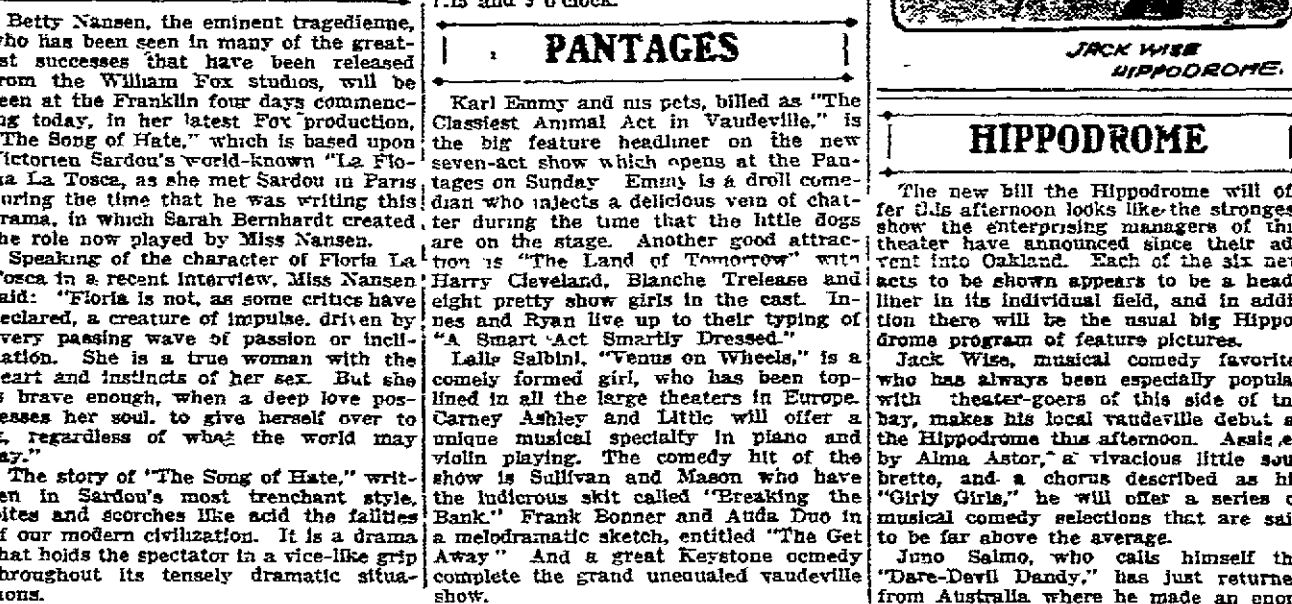 Betty Nansen, the eminent tragedienne,
ho has been seen in many of the great-
st successes that have been released
rom the William Fox studios, will be
een at the Franklin four days commenc-
ng today, in her latest Fox production,
"The Song of Hate," which is based upon
ictorien Sardou's world-known "La Flo-
ia La Tosca, as she met Sardou in Paris
uring the time that he was writing this
rama, in which Sarah Bernhardt created
he role now played by Miss Nansen.
Speaking of the character of Floria La
Tosca in a recent interview, Miss Nansen
aid: "Floria is not, as some critics have
eclared, a creature of impulse, driven by
very passing wave of passion or incli-
ation. She is a true woman with the
eart and instincts of her sex. But she
s brave enough, when a deep love pos-
esses her soul, to give herself over to
t, regardless of what the world may
ay."
The story of "The Song of Hate," writ-
en in Sardou's most trenchant style,
bites and scorches like acid the falities
f our modern civilization. It is a drama
hat holds the spectator in a vice-like grip
hroughout its tensely dramatic situa-
ions.
7:15 and 9 o'clock.
PANTAGES
Karl Emmy and his pets, billed as "The
Classiest Animal Act in Vaudeville," is
the big feature headliner on the new
seven-act show which opens at the Pan-
tages on Sunday Emmy is a droll come-
dian who injects a delicious vein of chat-
ter during the time that the little dogs
are on the stage. Another good attrac-
tion is "The Land of Tomorrow" with
Harry Cleveland, Blanche Trelease and
eight pretty show girls in the cast. In-
nes and Ryan live up to their typing of
"A Smart Act Smartly Dressed."
Lalla Salbini, "Venus on Wheels," is a
comely formed girl, who has been top-
lined in all the large theaters in Europe.
Carney Ashley and Little will offer a
unique musical specialty in piano and
violin playing. The comedy hit of the
show is Sullivan and Mason who have
the ludicrous skit called "Breaking the
Bank." Frank Bonner and Auda Duo in
a melodramatic sketch, entitled "The Get
Away" And a great Keystone ocmedy
complete the grand unequaled vaudeville
show.
JACK WISE
HIPPODROME.
HIPPODROME
The new bill the Hippodrome will of-
fer this afternoon looks like the stronges
show the enterprising managers of this
theater have announced since their ad
vent into Oakland. Each of the six new
acts to be shown appears to be a head
liner in its individual field, and in addi
tion there will be the usual big Hippo
drome program of feature pictures.
Jack Wise, musical comedy favorite
who has always been especially popula
with theater-goers of this side of the
bay, makes his local vaudeville debut a
the Hippodrome this afternoon. Assisted
by Alma Astor, a vivacious little sou
brette, and a chorus described as hi
"Girly Girls," he will offer a series o
musical comedy selections that are sai
to be far above the average.
Juno Salmo, who calls himself th
"Dare-Devil Dandy," has just returne
from Australia where he made an enor